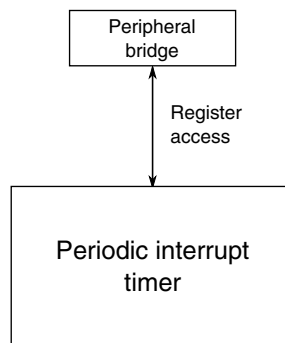 Peripheral
bridge
Register
access
Periodic interrupt
timer